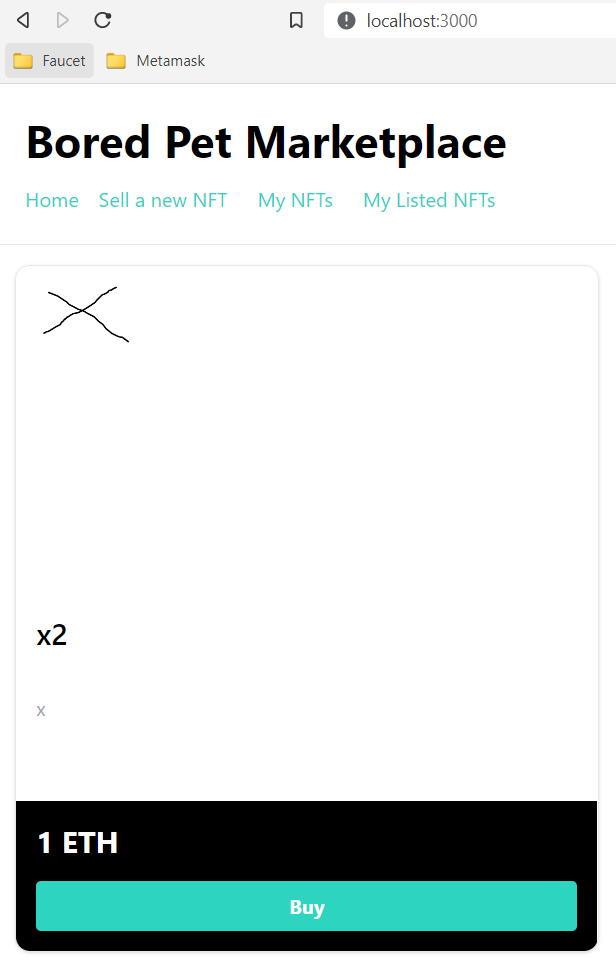 localhost:3000
Faucet Metamask
Bored Pet Marketplace
Home Sell a new NFT My NFTs My Listed NFTs
x2
x
1 ETH
Buy